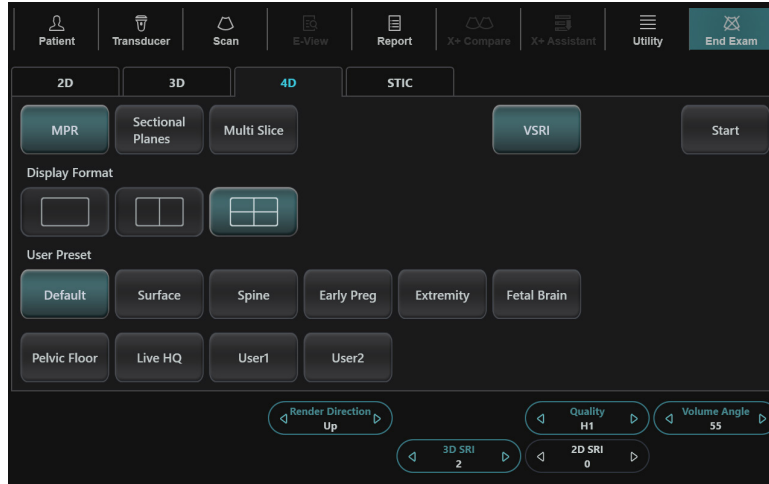 Patient
Transducer
Scan
E-View
Report
X+ Compare
X+ Assistant
Utility
End Exam
2D
3D
4D
STIC
MPR
Sectional
Planes
Multi Slice
VSRI
Start
Display Format
User Preset
Default
Surface
Spine
Early Preg
Extremity
Fetal Brain
Pelvic Floor
Live HQ
User1
User2
Render Direction
Up
Quality
H1
Volume Angle
55
3D SRI
2
2D SRI
0